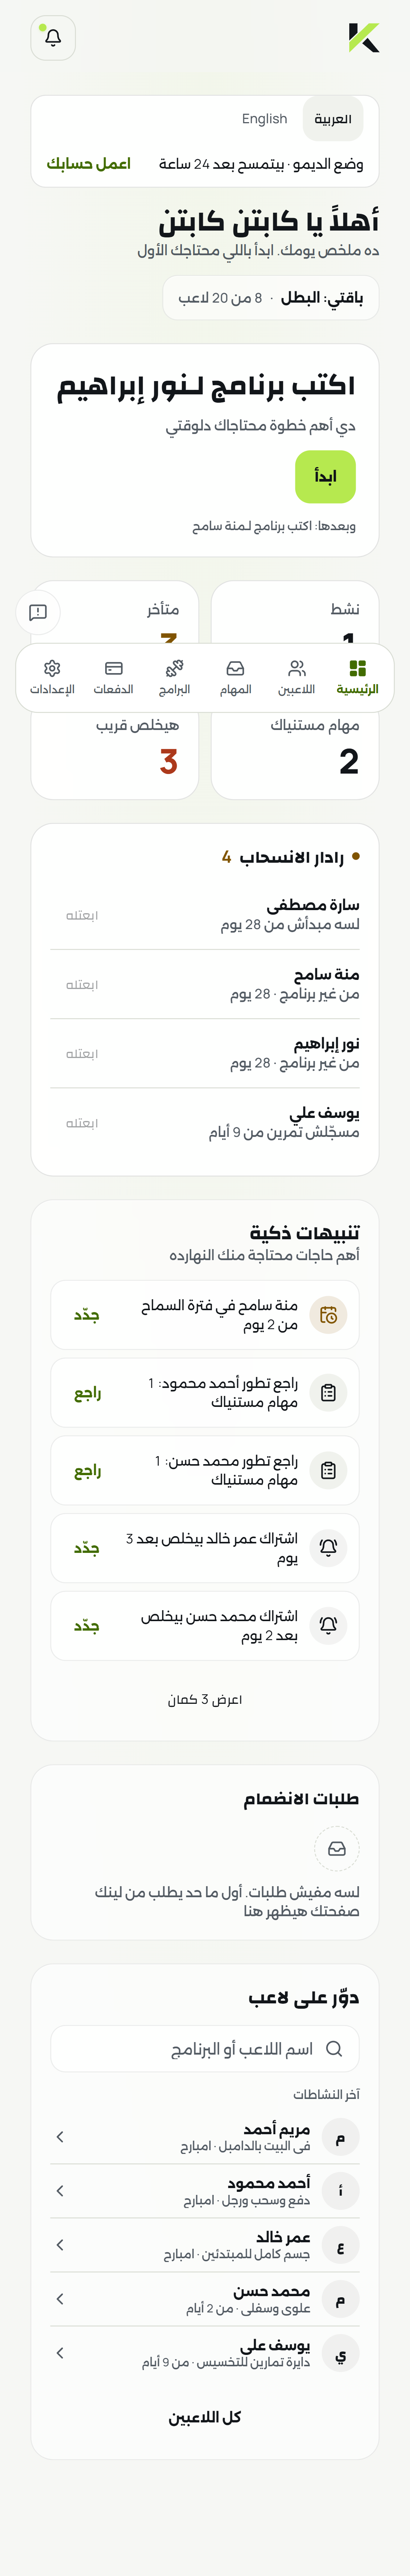 العربية
English
وضع الديمو · بيتمسح بعد 24 ساعة
اعمل حسابك
أهلاً يا كابتن كابتن
ده ملخص يومك. ابدأ باللي محتاجك الأول
باقتي: البطل · 8 من 20 لاعب
اكتب برنامج لـنور إبراهيم
دي أهم خطوة محتاجاك دلوقتي
ابدأ
وبعدها: اكتب برنامج لـمنة سامح
نشط
متأخر
الرئيسية
اللاعبين
المهام
البرامج
الدفعات
الإعدادات
مهام مستنياك
2
هيخلص قريب
3
رادار الانسحاب 4
سارة مصطفى
لسه مبدأش من 28 يوم
ابعتله
منة سامح
من غير برنامج · 28 يوم
ابعتله
نور إبراهيم
من غير برنامج · 28 يوم
ابعتله
يوسف علي
مسجّلش تمرين من 9 أيام
ابعتله
تنبيهات ذكية
أهم حاجات محتاجة منك النهارده
منة سامح في فترة السماح
من 2 يوم
جدّد
راجع تطور أحمد محمود: 1
مهام مستنياك
راجع
راجع تطور محمد حسن: 1
مهام مستنياك
راجع
اشتراك عمر خالد بيخلص بعد 3
يوم
جدّد
اشتراك محمد حسن بيخلص
بعد 2 يوم
جدّد
اعرض 3 كمان
طلبات الانضمام
لسه مفيش طلبات. أول ما حد يطلب من لينك
صفحتك هيظهر هنا
دوّر على لاعب
اسم اللاعب أو البرنامج
آخر النشاطات
م
مريم أحمد
في البيت بالدامبل · امبارح
أ
أحمد محمود
دفع وسحب ورجل · امبارح
ع
عمر خالد
جسم كامل للمبتدئين · امبارح
م
محمد حسن
علوي وسفلي · من 2 أيام
ي
يوسف علي
دايرة تمارين للتخسيس · من 9 أيام
كل اللاعبين